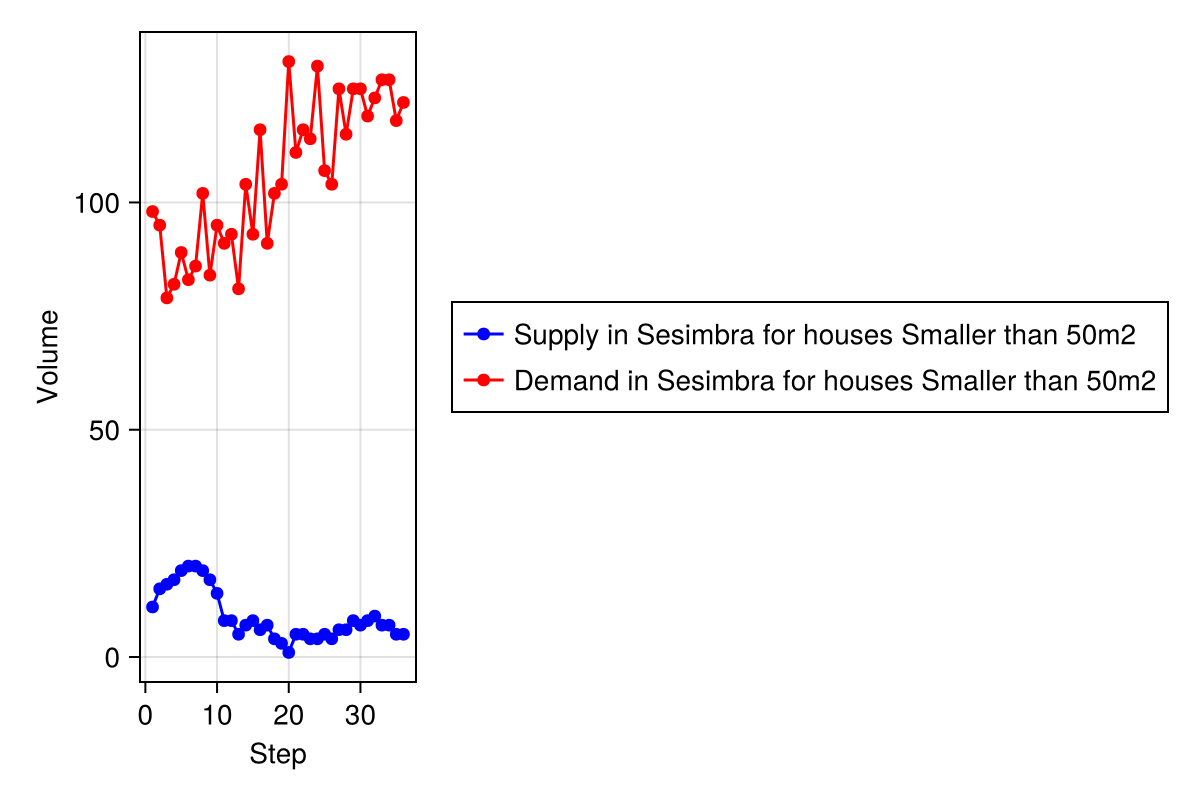 Volume
100
50
0
0 10 20 30
Step
Supply in Sesimbra for houses Smaller than 50m2
Demand in Sesimbra for houses Smaller than 50m2